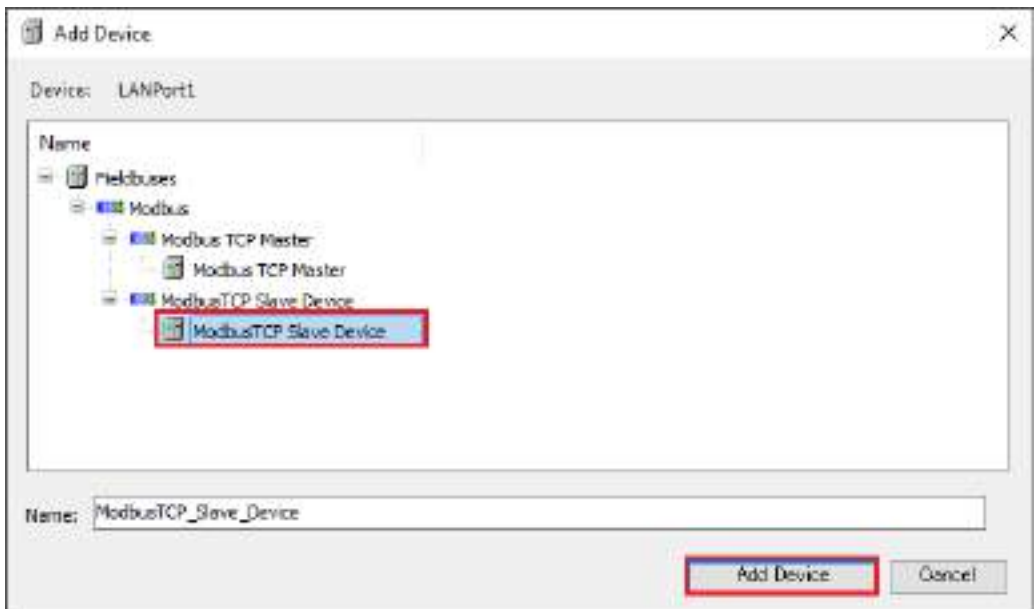 Add Device
Device: LANPort1
Name
Fieldbuses
Modbus
Modbus TCP Master
Modbus TCP Master
ModbusTCP Slave Device
ModbusTCP Slave Device
Name: ModbusTCP_Slave_Device
Add Device Cancel